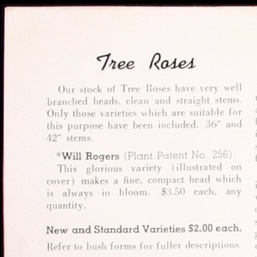 Tree Roses
Our stock of Tree Roses have very well
branched heads, clean and straight stems.
Only those varieties which are suitable for
this purpose have been included. 36" and
42" stems.
*Will Rogers (Plant Patent No. 256)
This glorious variety (illustrated on
cover) makes a fine, compact head which
is always in bloom. $3.50 each, any
quantity.
New and Standard Varieties $2.00 each.
Refer to bush forms for fuller descriptions.